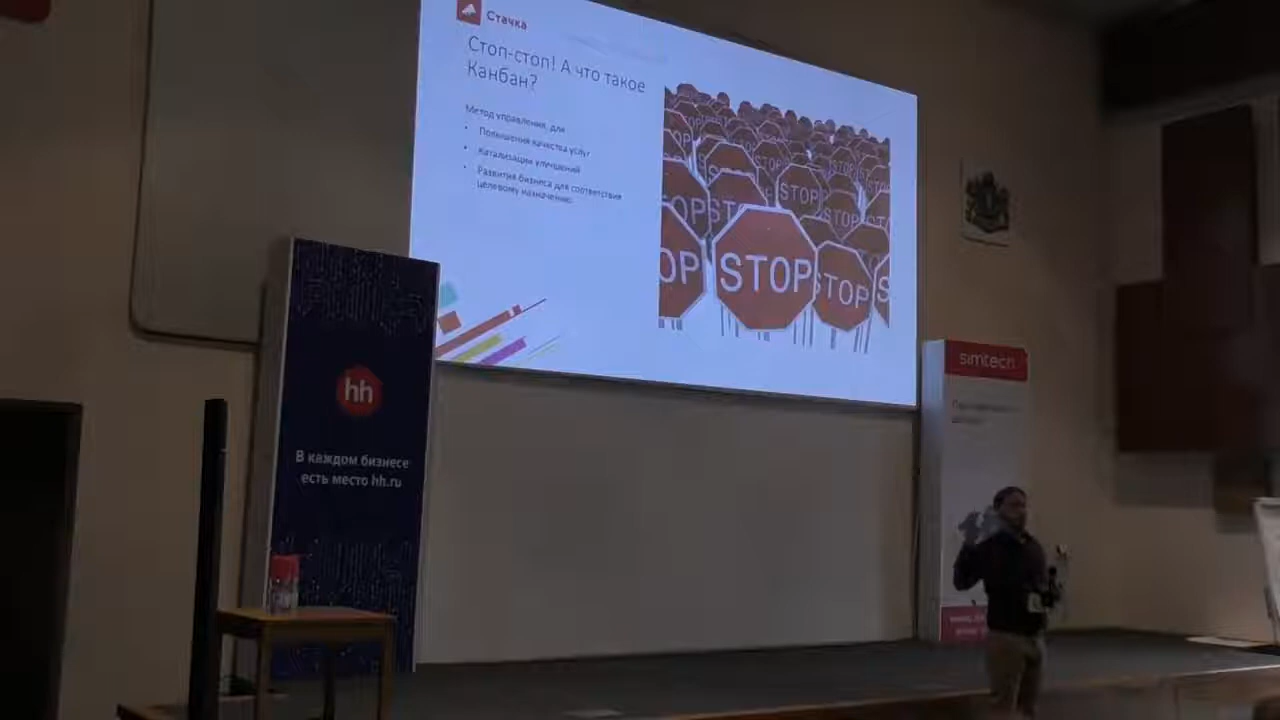 Стачка
Стоп-стоп! А что такое
Канбан?
Метод управления, для
• Повышения качества услуг
• Катализации улучшений
• Развития бизнеса для соответствия
целевому назначению.
STOP
STOP
STOP
STOP
STOP
hh
В каждом бизнесе
есть место hh.ru
simtech